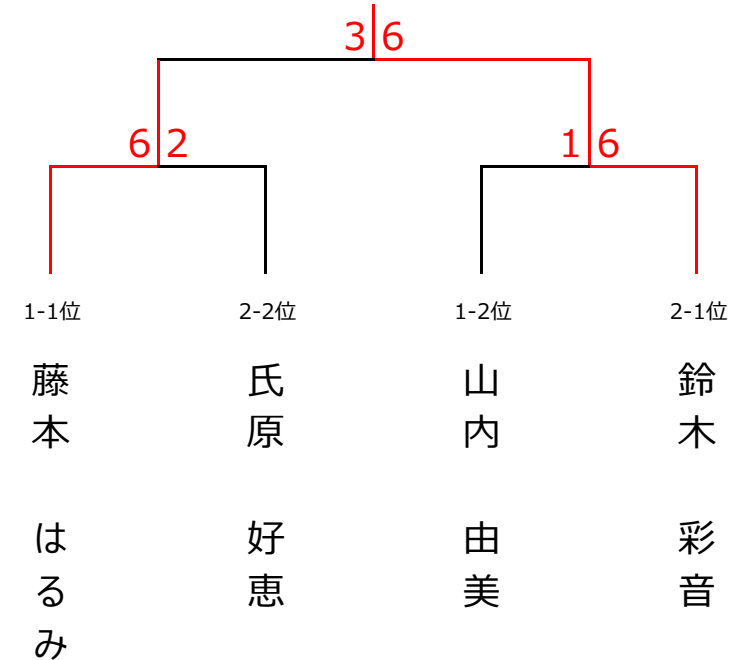 3 6
6 2
1 6
1-1位
2-2位
1-2位
2-1位
藤本 はるみ
氏原 好恵
山内 由美
鈴木 彩音